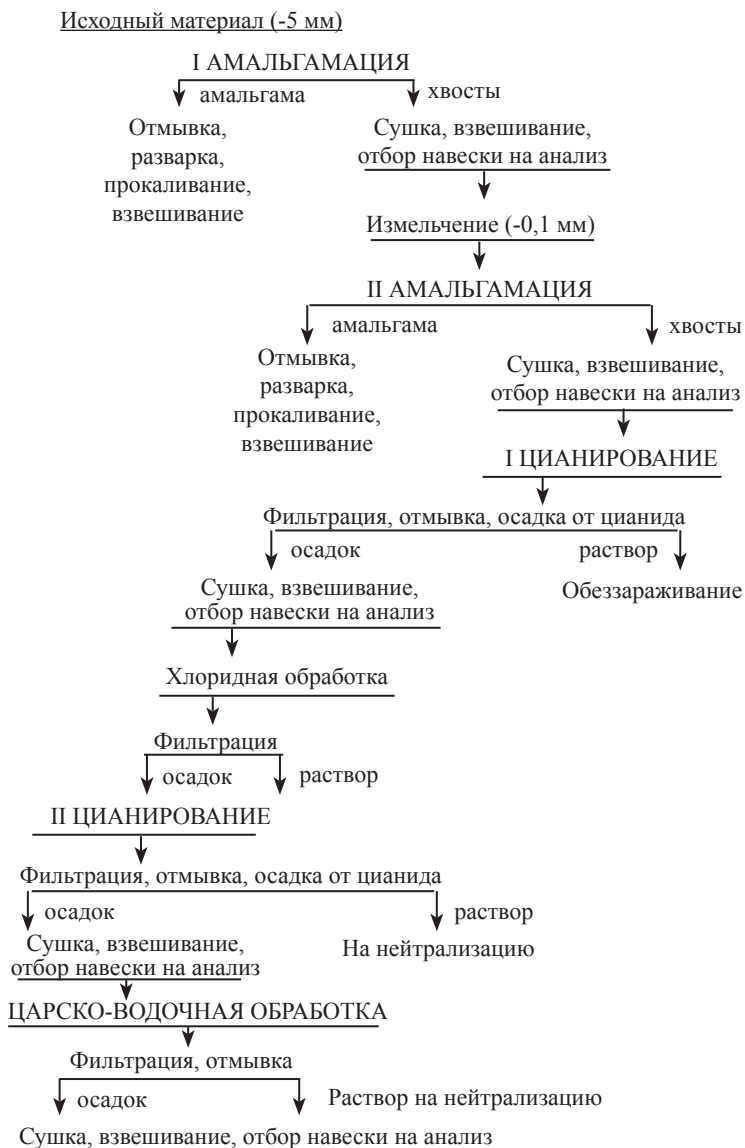 Исходный материал (-5 мм)
I АМАЛЬГАМАЦИЯ
амальгама
хвосты
Отмывка,
разварка,
прокаливание,
взвешивание
Сушка, взвешивание,
отбор навески на анализ
Измельчение (-0,1 мм)
II АМАЛЬГАМАЦИЯ
амальгама
хвосты
Отмывка,
разварка,
прокаливание,
взвешивание
Сушка, взвешивание,
отбор навески на анализ
I ЦИАНИРОВАНИЕ
Фильтрация, отмывка, осадка от цианида
осадок
раствор
Сушка, взвешивание,
отбор навески на анализ
Обеззараживание
Хлоридная обработка
Фильтрация
осадок
раствор
II ЦИАНИРОВАНИЕ
Фильтрация, отмывка, осадка от цианида
осадок
раствор
Сушка, взвешивание,
отбор навески на анализ
На нейтрализацию
ЦАРСКО-ВОДОЧНАЯ ОБРАБОТКА
Фильтрация, отмывка
осадок
Раствор на нейтрализацию
Сушка, взвешивание, отбор навески на анализ